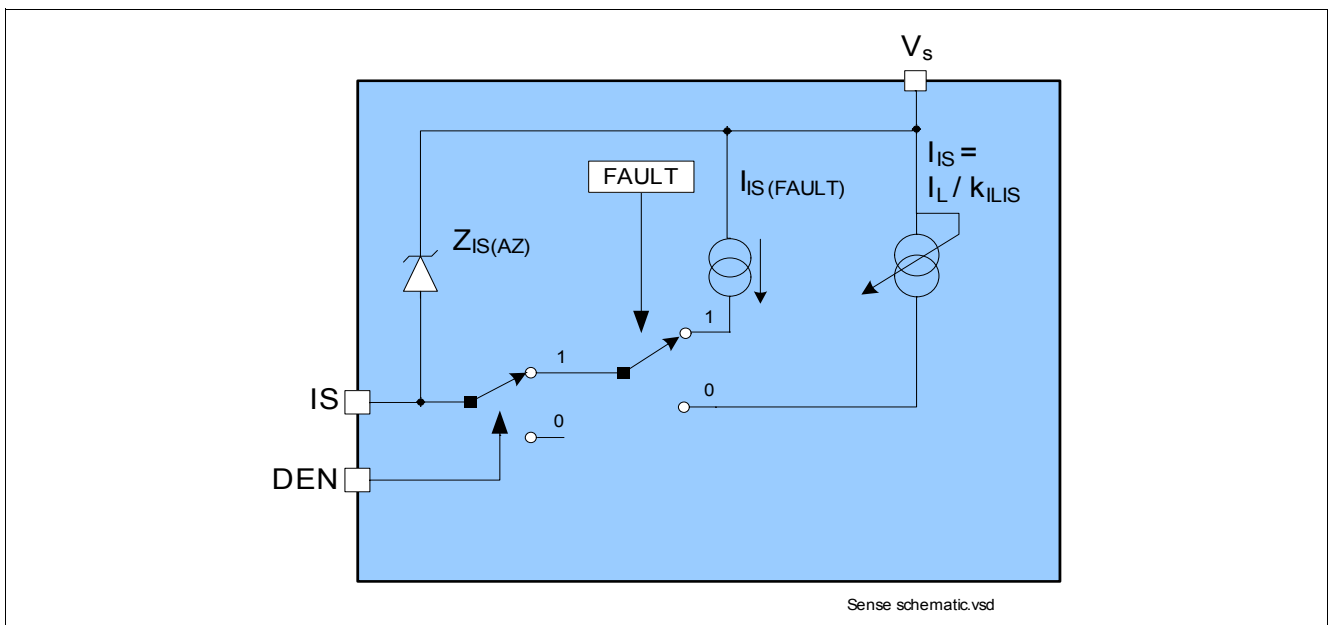 Vs
IIS =
IL / kILIS
FAULT
IIS(FAULT)
ZIS(AZ)
1
1
0
0
IS
DEN
Sense schematic.vsd